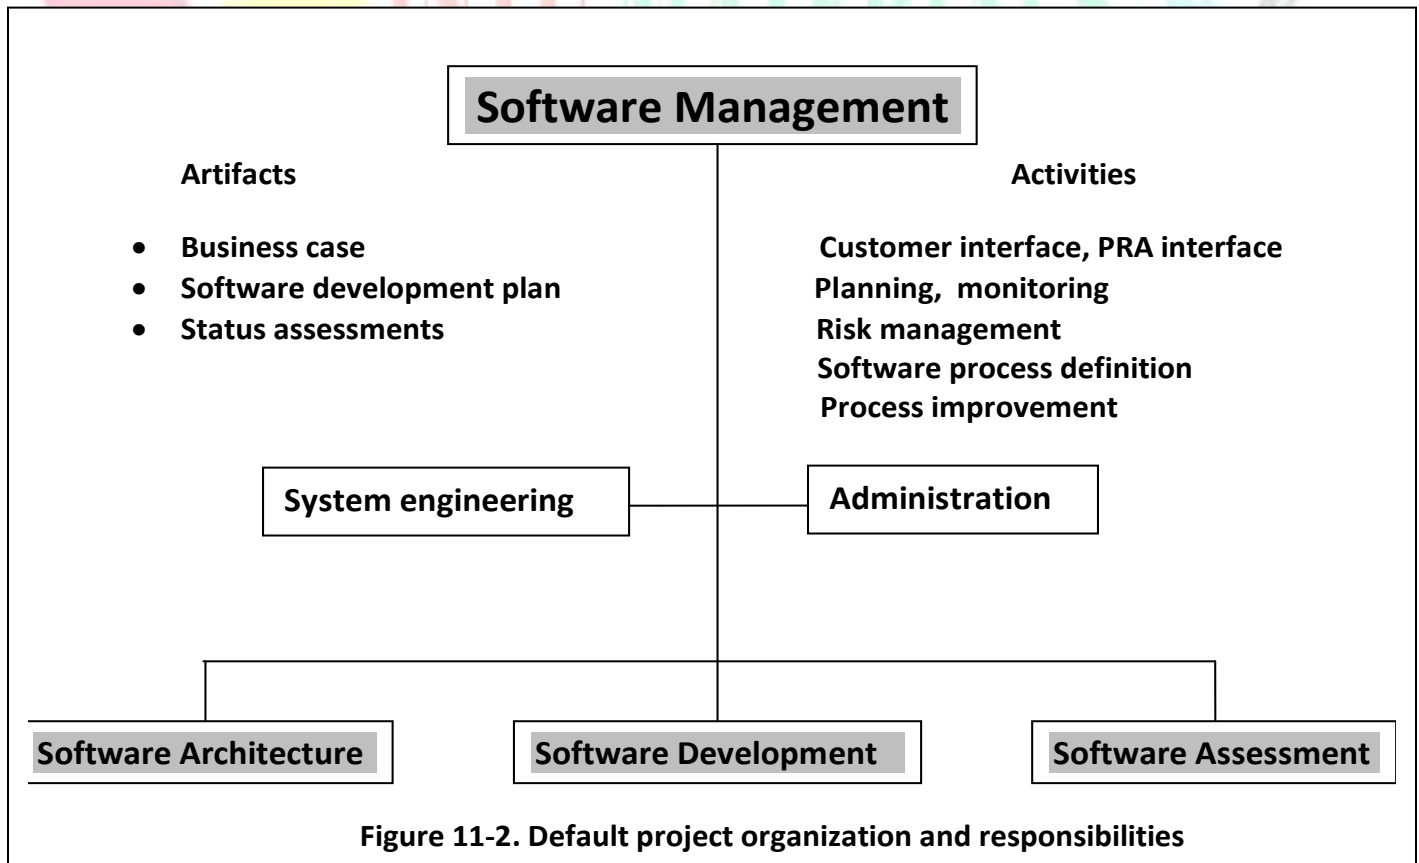 Software Management
Artifacts Activities
• Business case Customer interface, PRA interface
• Software development plan Planning, monitoring
• Status assessments Risk management
Software process definition
Process improvement
System engineering Administration
Software Architecture Software Development Software Assessment
Figure 11-2. Default project organization and responsibilities